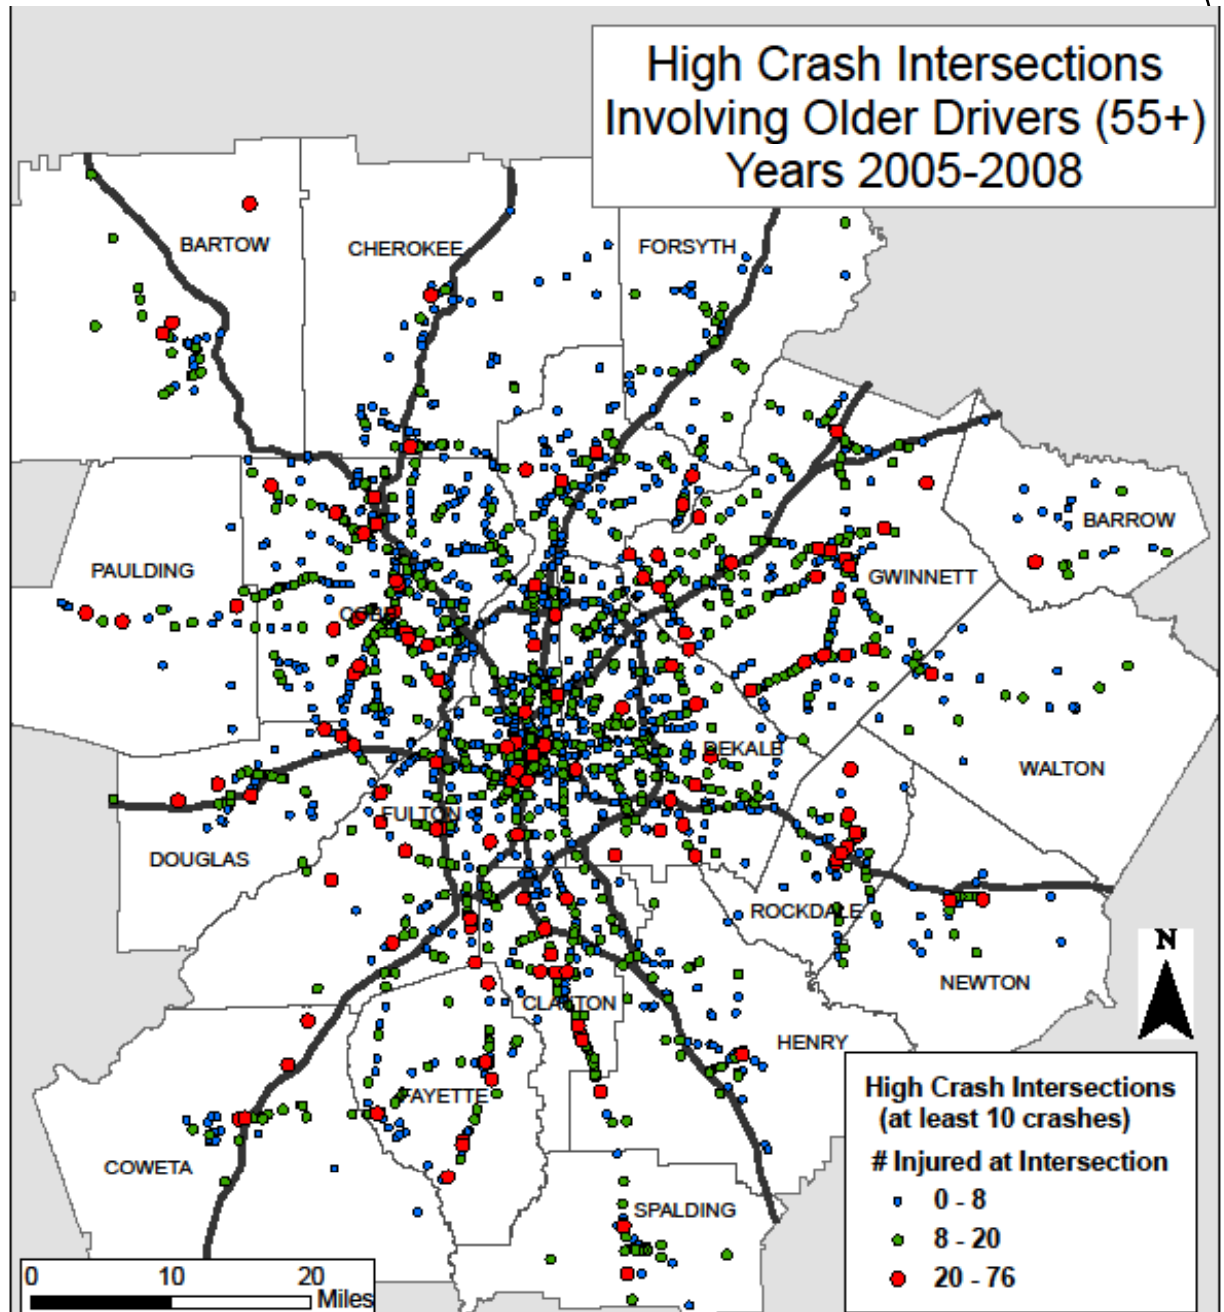 High Crash Intersections
Involving Older Drivers (55+)
Years 2005-2008
BARTOW
CHEROKEE
FORSYTH
BARROW
PAULDING
GWINNETT
COBB
DEKALB
WALTON
FULTON
DOUGLAS
ROCKDALE
N
NEWTON
CLAYTON
HENRY
FAYETTE
COWETA
SPALDING
High Crash Intersections
(at least 10 crashes)
# Injured at Intersection
0 - 8
8 - 20
20 - 76
0 10 20
Miles